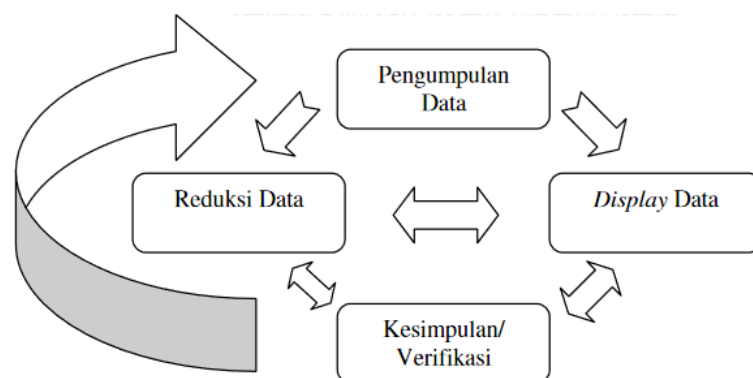 Pengumpulan
Data
Reduksi Data
Display Data
Kesimpulan/
Verifikasi